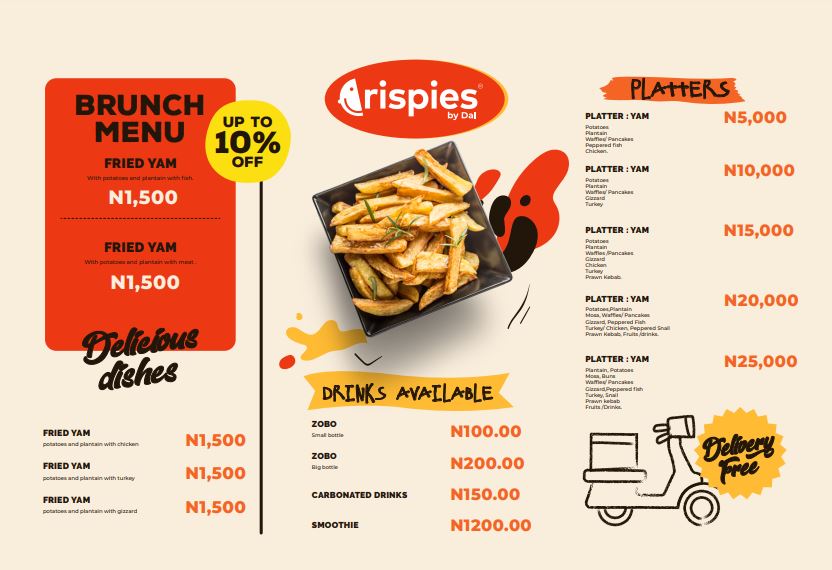 BRUNCH
MENU
FRIED YAM
With potatoes and plantain with fish.
N1,500
FRIED YAM
With potatoes and plantain with meat.
N1,500
UP TO
10%
OFF
Delicious
dishes
FRIED YAM
potatoes and plantain with chicken
N1,500
FRIED YAM
potatoes and plantain with turkey
N1,500
FRIED YAM
potatoes and plantain with gizzard
N1,500
Crispies®
by Dal
DRINKS AVAILABLE
ZOBO
Small bottle
N100.00
ZOBO
Big bottle
N200.00
CARBONATED DRINKS
N150.00
SMOOTHIE
N1200.00
PLATTERS
PLATTER : YAM
N5,000
Potatoes
Plantain
Waffles/ Pancakes
Peppered fish
Chicken.
PLATTER : YAM
N10,000
Potatoes
Plantain
Waffles/ Pancakes
Gizzard
Turkey
PLATTER : YAM
N15,000
Potatoes
Plantain
Waffles /Pancakes
Gizzard
Chicken
Turkey
Prawn Kebab.
PLATTER : YAM
N20,000
Potatoes,Plantain
Mosa, Waffles/ Pancakes
Gizzard, Peppered Fish
Turkey/ Chicken, Peppered Snail
Prawn Kebab, Fruits /drinks.
PLATTER : YAM
N25,000
Plantain, Potatoes
Mosa, Buns
Waffles/ Pancakes
Gizzard,Peppered fish
Turkey, Snail
Prawn kebab
Fruits /Drinks.
Delivery
Free